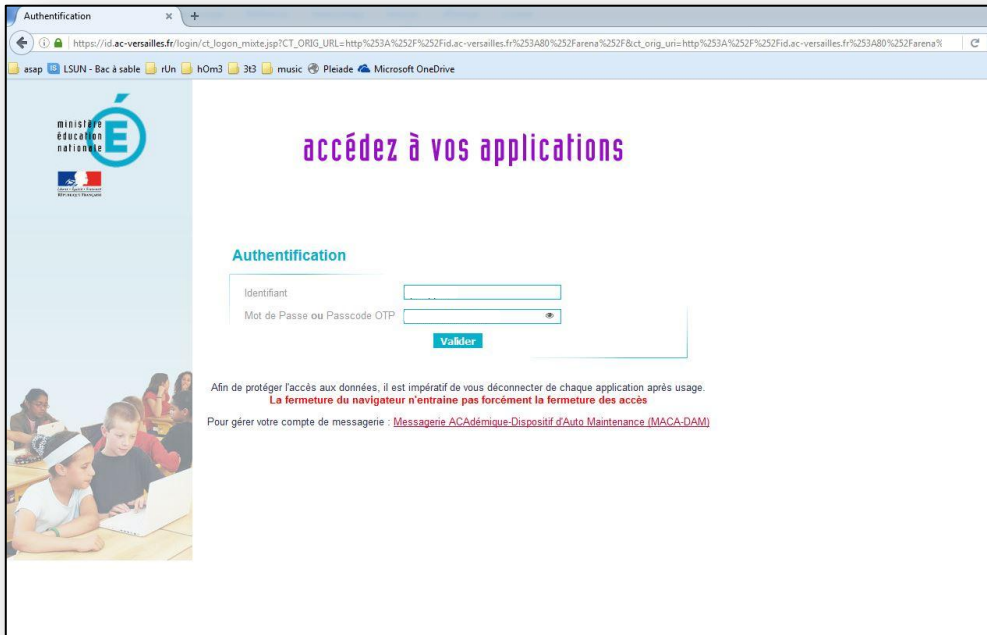 Authentification
https://id.ac-versailles.fr/login/ct_logon_mixte.jsp?CT_ORIG_URL=http%253A%252F%252Fid.ac-versailles.fr%253A80%252Farena%252F&ct_orig_uri=http%253A%252F%252Fid.ac-versailles.fr%253A80%252Farena%
asap LSUN - Bac à sable rUn hOm3 3t3 music Pleiade Microsoft OneDrive
ministère
éducation
nationale
É
RÉPUBLIQUE FRANÇAISE
accédez à vos applications
Authentification
Identifiant
Mot de Passe ou Passcode OTP
Valider
Afin de protéger l'accès aux données, il est impératif de vous déconnecter de chaque application après usage.
La fermeture du navigateur n'entraine pas forcément la fermeture des accès
Pour gérer votre compte de messagerie : Messagerie ACAdémique-Dispositif d'Auto Maintenance (MACA-DAM)